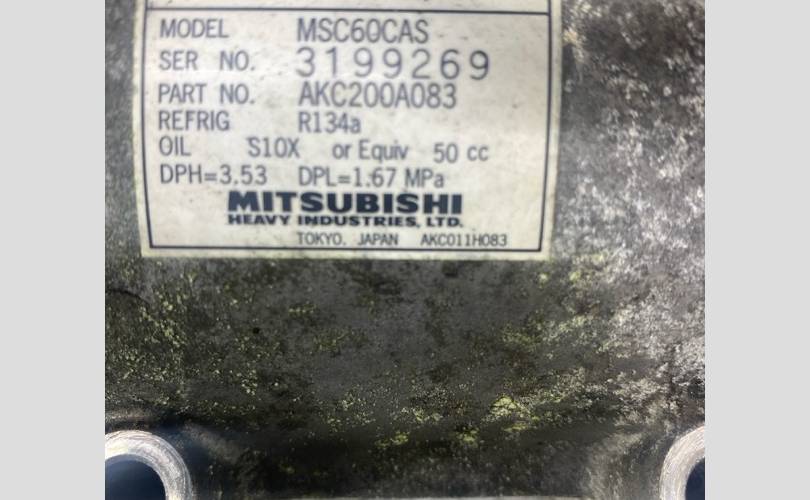 MODEL MSC60CAS
SER NO. 3199269
PART NO. AKC200A083
REFRIG R134a
OIL S10X or Equiv 50 cc
DPH=3.53 DPL=1.67 MPa
MITSUBISHI
HEAVY INDUSTRIES, LTD.
TOKYO, JAPAN AKC011H083